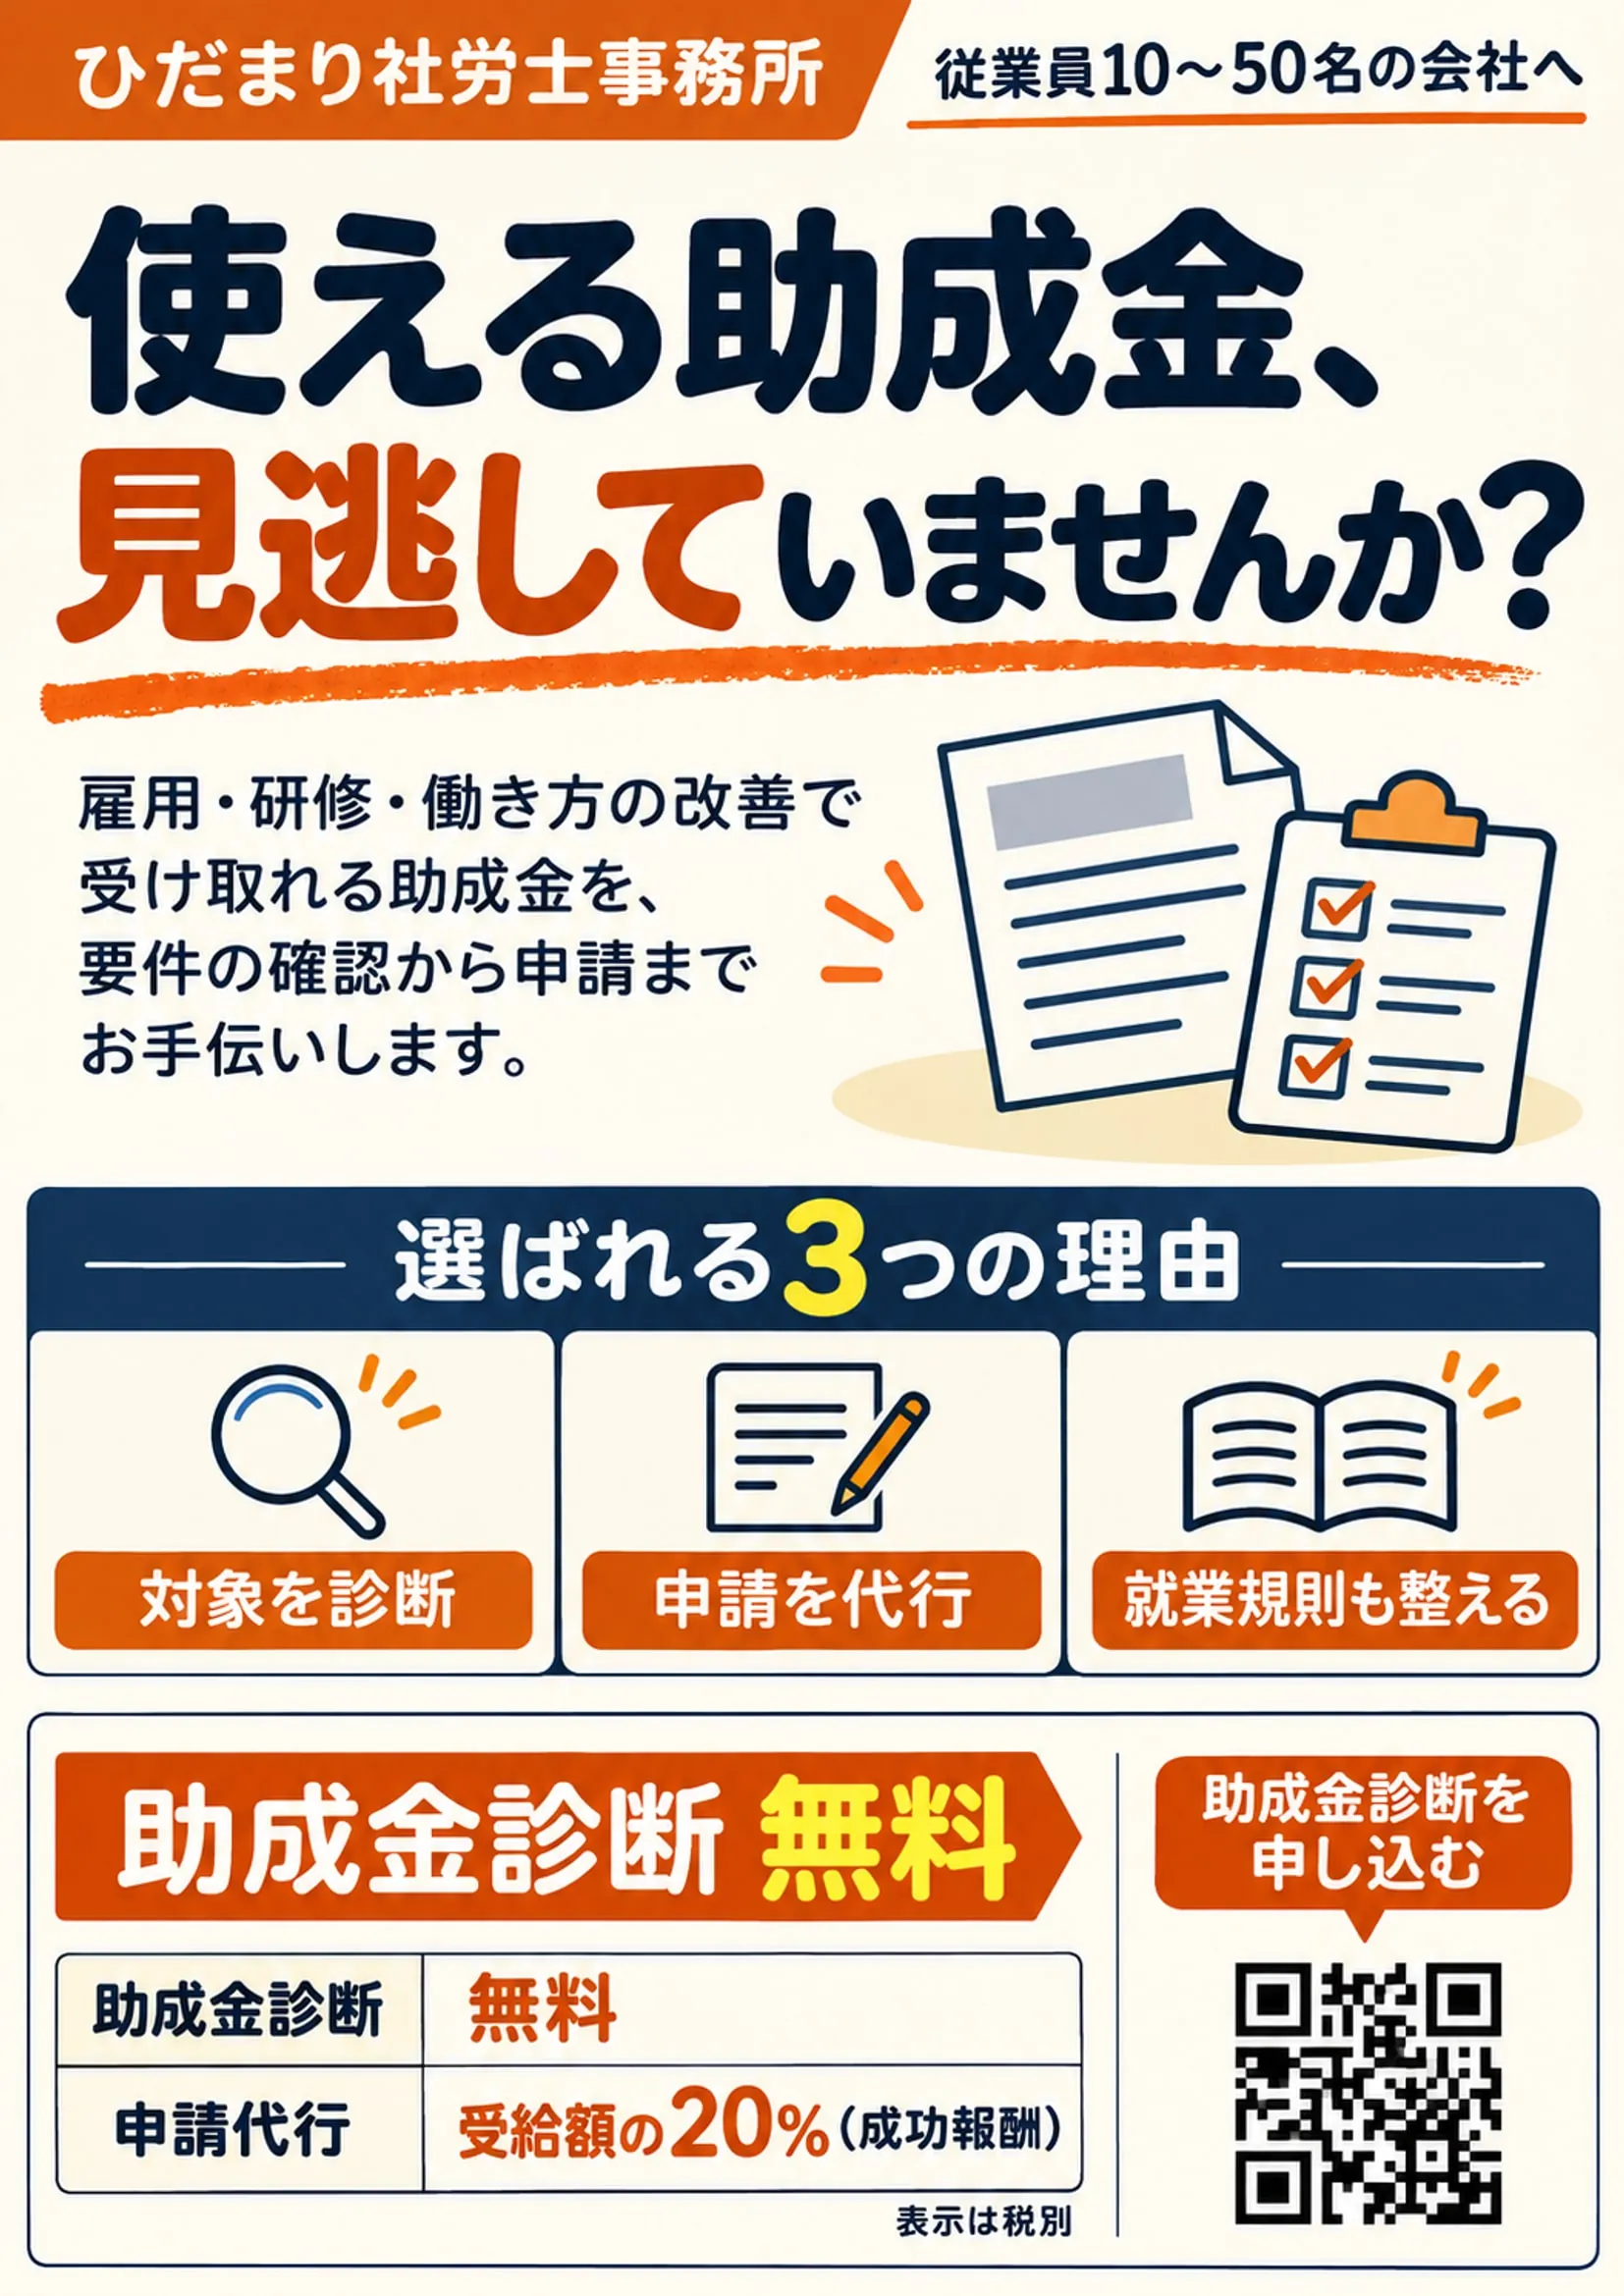 ひだまり社労士事務所
従業員10～50名の会社へ
使える助成金、
見逃していませんか？
雇用・研修・働き方の改善で
受け取れる助成金を、
要件の確認から申請まで
お手伝いします。
選ばれる3つの理由
対象を診断
申請を代行
就業規則も整える
助成金診断 無料
助成金診断 無料
申請代行 受給額の20%（成功報酬）
表示は税別
助成金診断を
申し込む